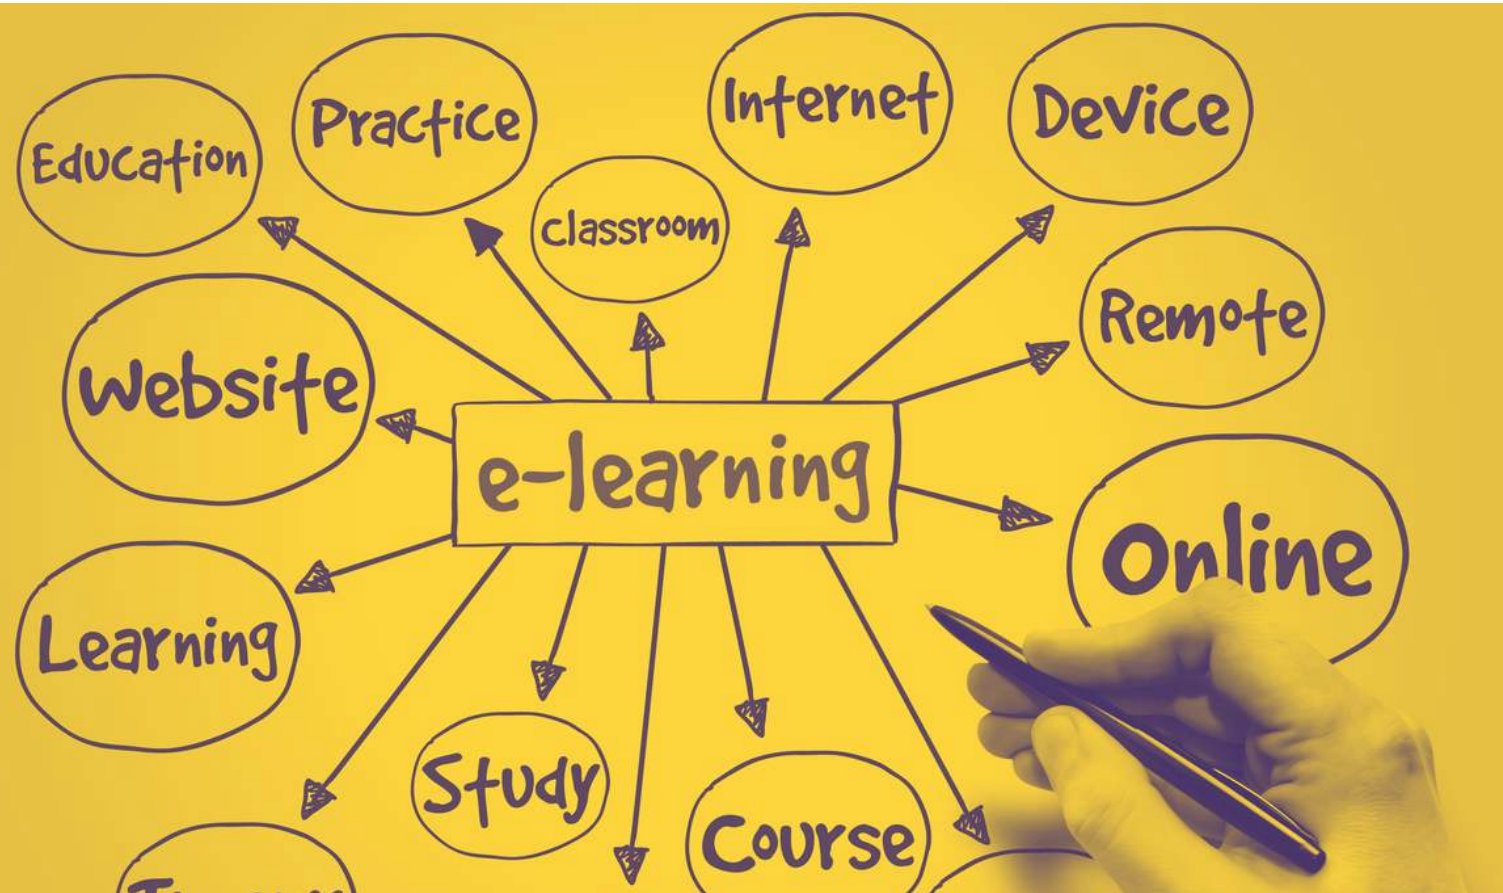 Education
Practice
Internet
Device
classroom
Remote
Website
e-learning
Online
Learning
Study
Course